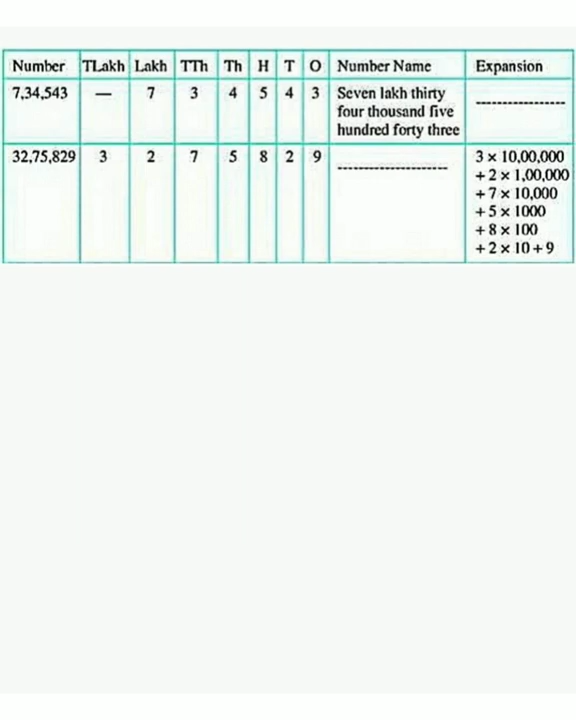 Number TLakh Lakh TTh Th H T O Number Name Expansion
7,34,543 — 7 3 4 5 4 3 Seven lakh thirty ----------------
four thousand five
hundred forty three
32,75,829 3 2 7 5 8 2 9 ------------------- 3 × 10,00,000
+ 2 × 1,00,000
+ 7 × 10,000
+ 5 × 1000
+ 8 × 100
+ 2 × 10 + 9